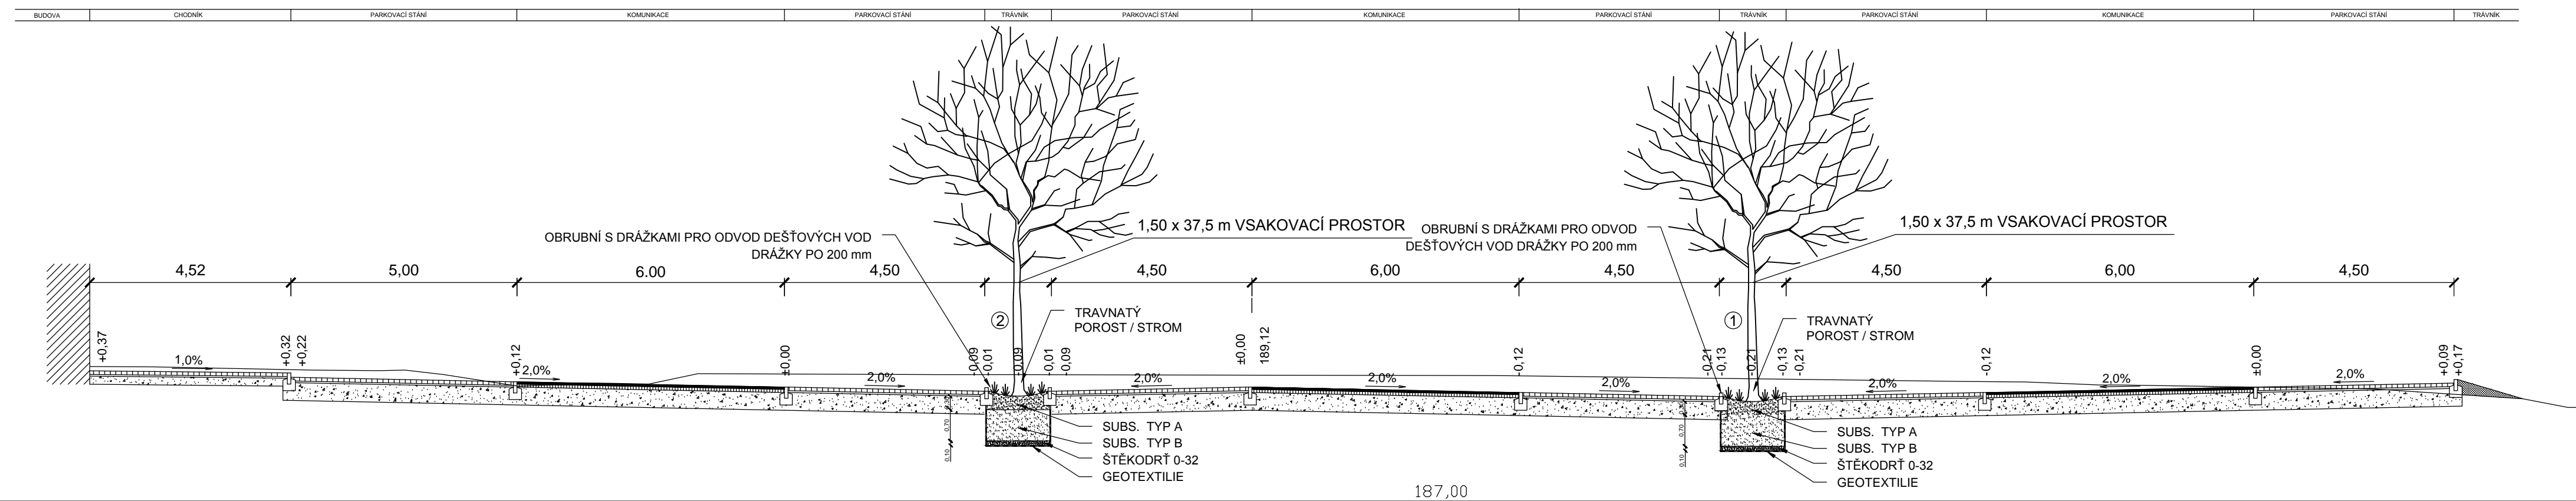 BUDOVA CHODNÍK PARKOVACÍ STÁNÍ KOMUNIKACE PARKOVACÍ STÁNÍ TRÁVNÍK PARKOVACÍ STÁNÍ KOMUNIKACE PARKOVACÍ STÁNÍ TRÁVNÍK PARKOVACÍ STÁNÍ KOMUNIKACE PARKOVACÍ STÁNÍ TRÁVNÍK
OBRUBNÍ S DRÁŽKAMI PRO ODVOD DEŠŤOVÝCH VOD
DRÁŽKY PO 200 mm
1,50 x 37,5 m VSAKOVACÍ PROSTOR
OBRUBNÍ S DRÁŽKAMI PRO ODVOD
DEŠŤOVÝCH VOD DRÁŽKY PO 200 mm
1,50 x 37,5 m VSAKOVACÍ PROSTOR
4,52 5,00 6.00 4,50 4,50 6,00 4,50 4,50 6,00 4,50
2
TRAVNATÝ
POROST / STROM
1
TRAVNATÝ
POROST / STROM
+0,37
+0,32
+0,22
+0,12
±0,00
-0,09
-0,01
0,09
-0,01
-0,09
±0,00
189,12
-0,12
-0,21
-0,13
-0,21
-0,13
-0,21
-0,12
±0,00
+0,09
+0,17
1,0% 2,0% 2,0% 2,0% 2,0% 2,0% 2,0% 2,0% 2,0%
0,70
0,10
SUBS. TYP A
SUBS. TYP B
ŠTĚKODRŤ 0-32
GEOTEXTILIE
0,70
0,10
SUBS. TYP A
SUBS. TYP B
ŠTĚKODRŤ 0-32
GEOTEXTILIE
187,00